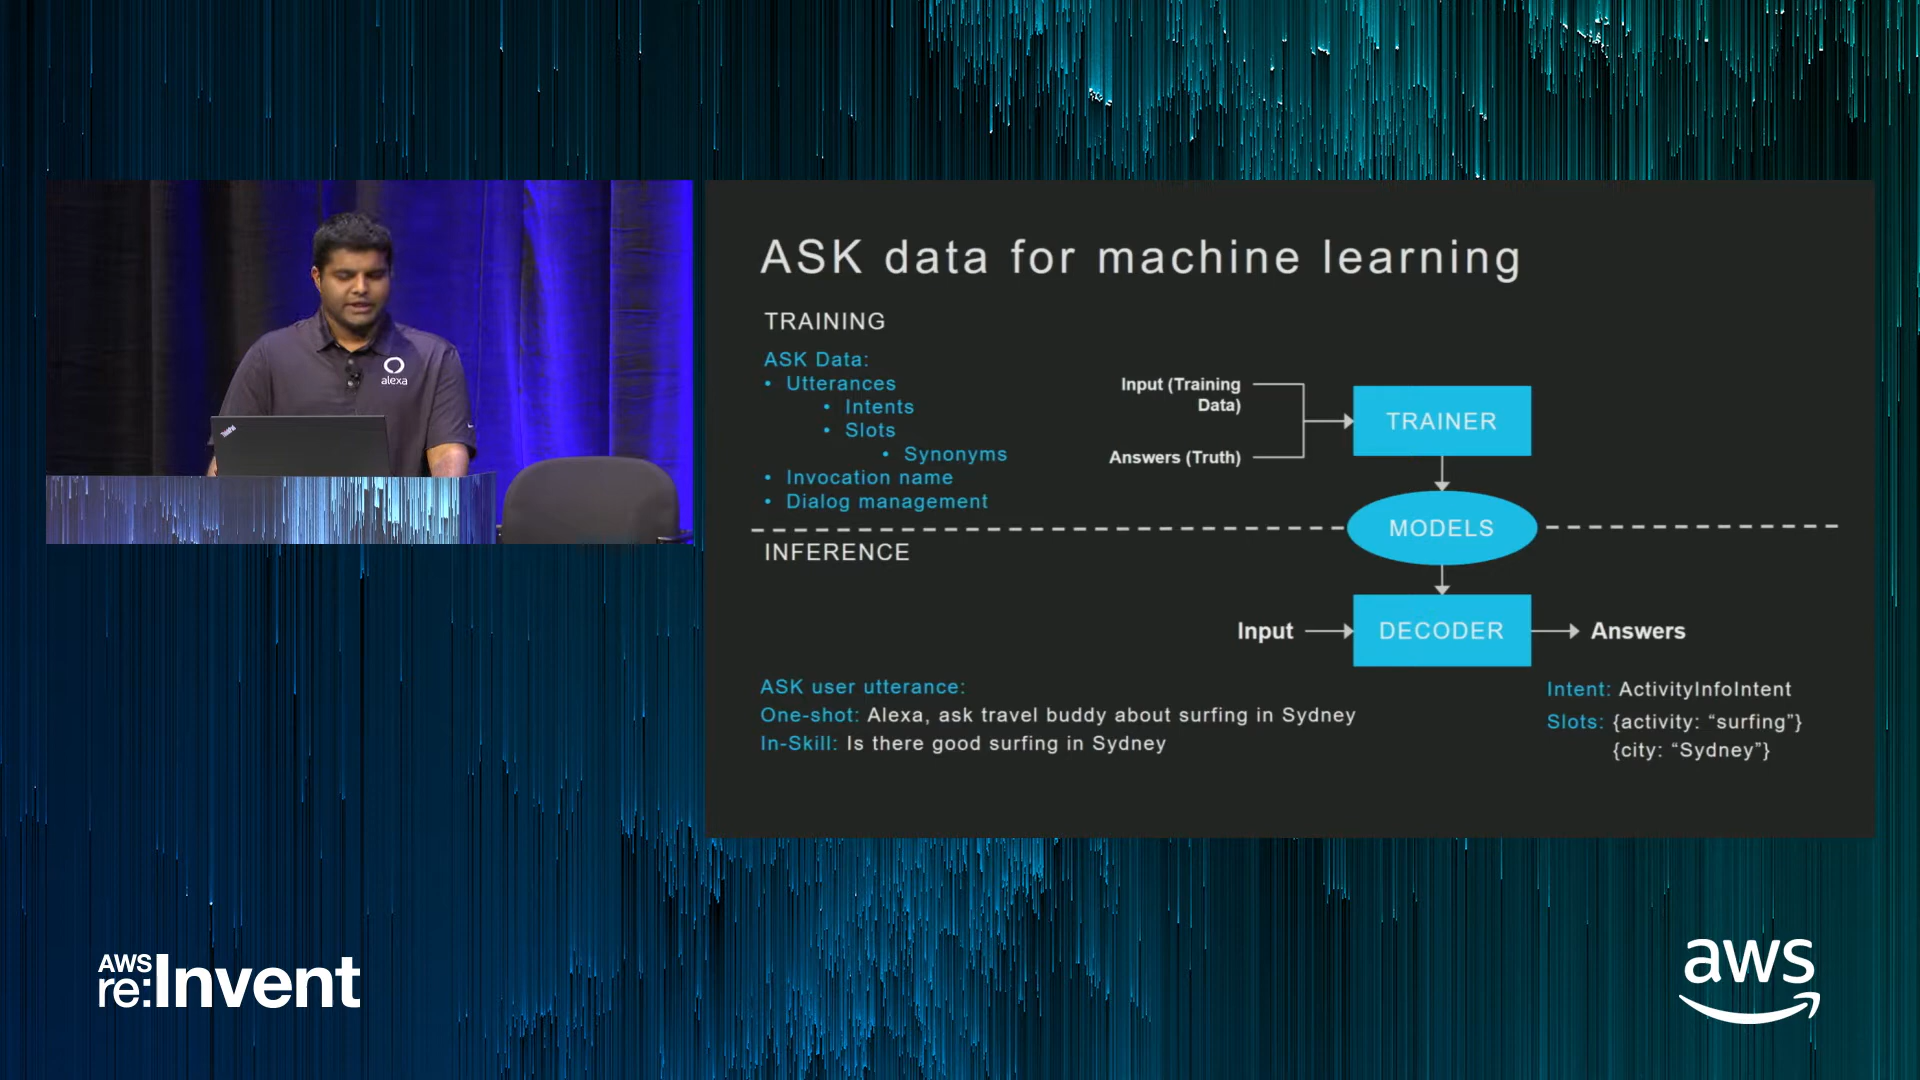 alexa
ThinkPad
ASK data for machine learning
TRAINING
ASK Data:
• Utterances
• Intents
• Slots
• Synonyms
• Invocation name
• Dialog management
Input (Training
Data)
Answers (Truth)
TRAINER
MODELS
INFERENCE
Input
DECODER
Answers
ASK user utterance:
One-shot: Alexa, ask travel buddy about surfing in Sydney
In-Skill: Is there good surfing in Sydney
Intent: ActivityInfoIntent
Slots: {activity: “surfing”}
{city: “Sydney”}
AWS
re:Invent
aws